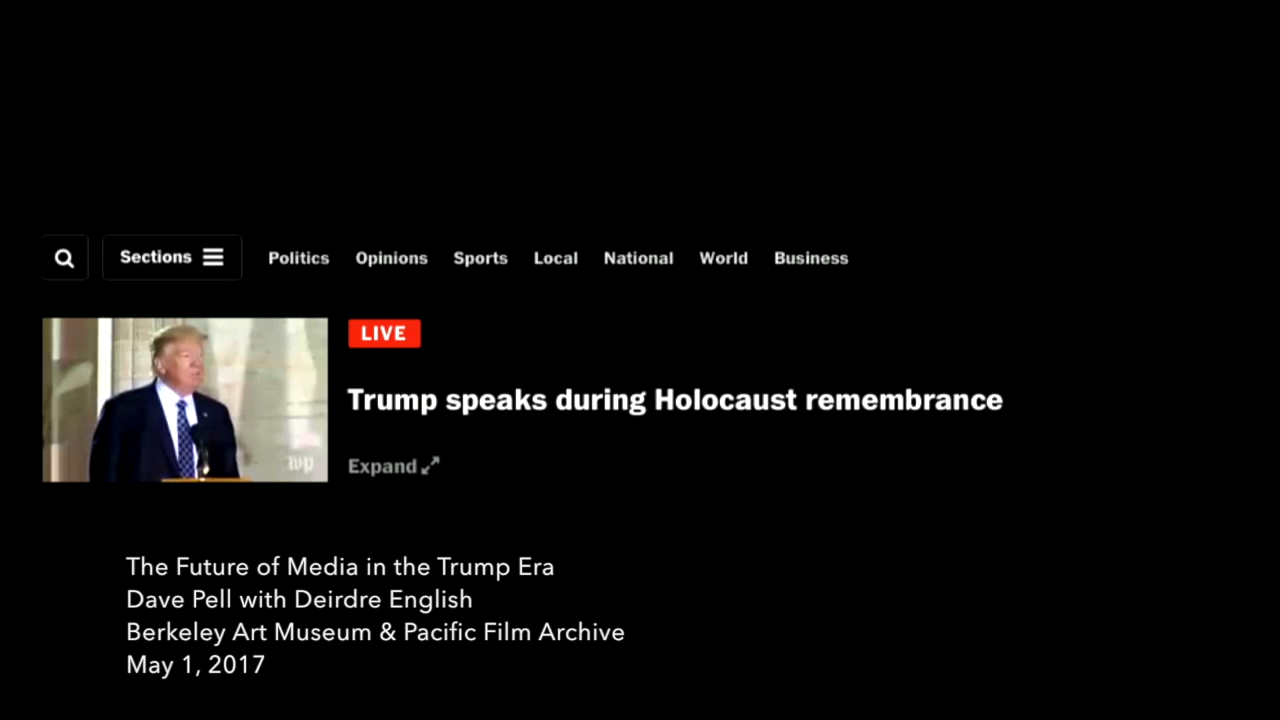 Sections
Politics
Opinions
Sports
Local
National
World
Business
LIVE
Trump speaks during Holocaust remembrance
wp
Expand
The Future of Media in the Trump Era
Dave Pell with Deirdre English
Berkeley Art Museum & Pacific Film Archive
May 1, 2017